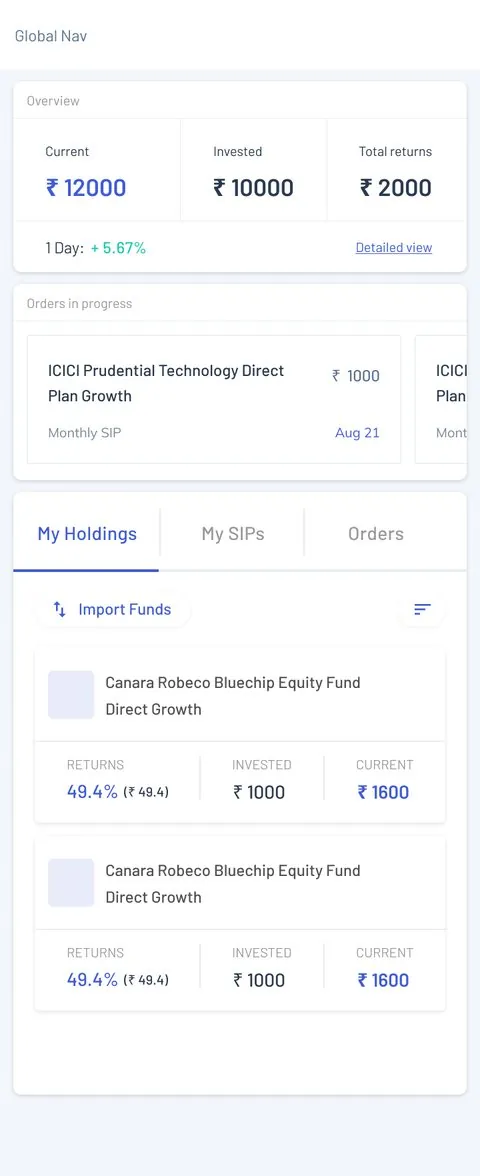 Global Nav
Overview
Current Invested Total returns
₹ 12000 ₹ 10000 ₹ 2000
1 Day: + 5.67% Detailed view
Orders in progress
ICICI Prudential Technology Direct
Plan Growth
₹ 1000
Monthly SIP Aug 21
ICICI
Plan
Mont
My Holdings My SIPs Orders
Import Funds
Canara Robeco Bluechip Equity Fund
Direct Growth
RETURNS INVESTED CURRENT
49.4% (₹ 49.4) ₹ 1000 ₹ 1600
Canara Robeco Bluechip Equity Fund
Direct Growth
RETURNS INVESTED CURRENT
49.4% (₹ 49.4) ₹ 1000 ₹ 1600